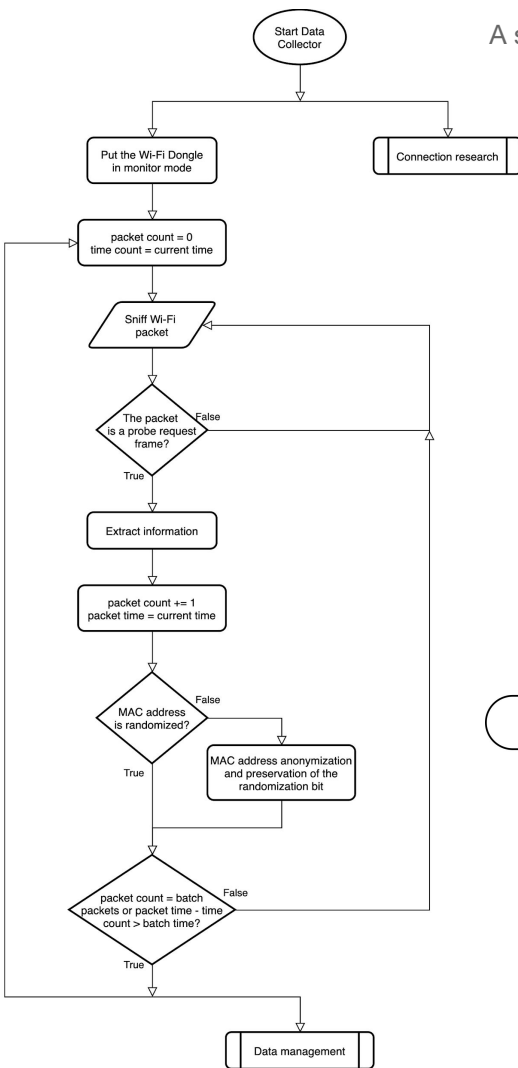 Start Data
Collector
A s
Put the Wi-Fi Dongle
in monitor mode
Connection research
packet count = 0
time count = current time
Sniff Wi-Fi
packet
The packet
is a probe request
frame?
False
True
Extract information
packet count += 1
packet time = current time
MAC address
is randomized?
False
True
MAC address anonymization
and preservation of the
randomization bit
packet count = batch
packets or packet time - time
count > batch time?
False
True
Data management